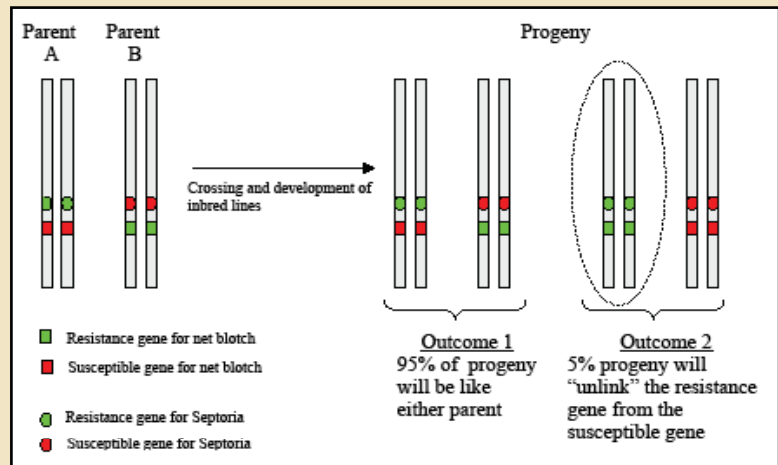 Parent
A
Parent
B
Progeny
Crossing and development of
inbred lines
Resistance gene for net blotch
Susceptible gene for net blotch
Resistance gene for Septoria
Susceptible gene for Septoria
Outcome 1
95% of progeny
will be like
either parent
Outcome 2
5% progeny will
"unlink" the resistance
gene from the
susceptible gene